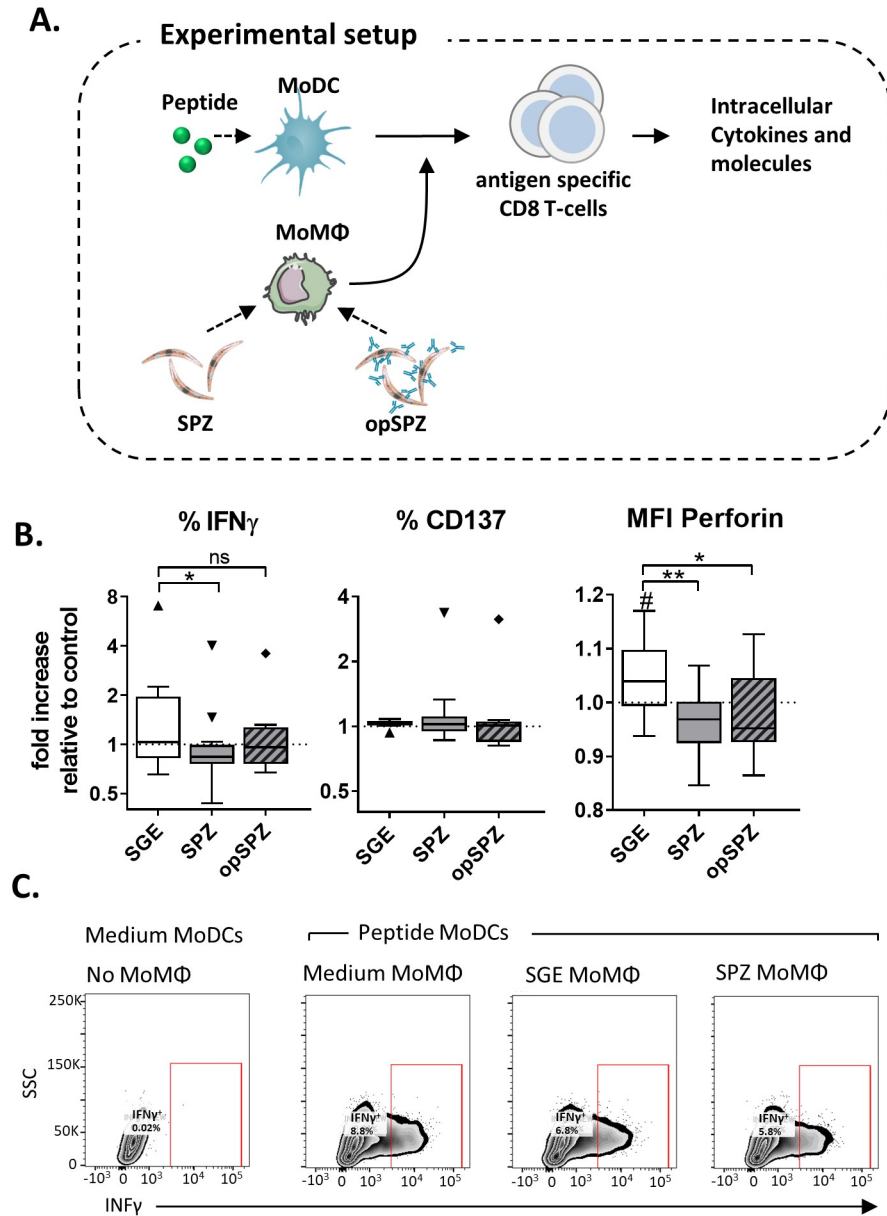 A.
Experimental setup
Peptide
MoDC
MoMΦ
SPZ
opSPZ
antigen specific
CD8 T-cells
Intracellular
Cytokines and
molecules
B.
% IFNγ
% CD137
MFI Perforin
fold increase
relative to control
8
4
2
1
0.5
ns
*
SGE
SPZ
opSPZ
4
2
1
0.5
SGE
SPZ
opSPZ
1.2
1.1
1.0
0.9
0.8
*
**
#
SGE
SPZ
opSPZ
C.
Medium MoDCs
Peptide MoDCs
No MoMΦ
Medium MoMΦ
SGE MoMΦ
SPZ MoMΦ
SSC
250K
150K
50K
0
IFNγ⁺
0.02%
IFNγ⁺
8.8%
IFNγ⁺
6.8%
IFNγ⁺
5.8%
-10³ 0 10³ 10⁴ 10⁵
-10³ 0 10³ 10⁴ 10⁵
-10³ 0 10³ 10⁴ 10⁵
-10³ 0 10³ 10⁴ 10⁵
INFγ